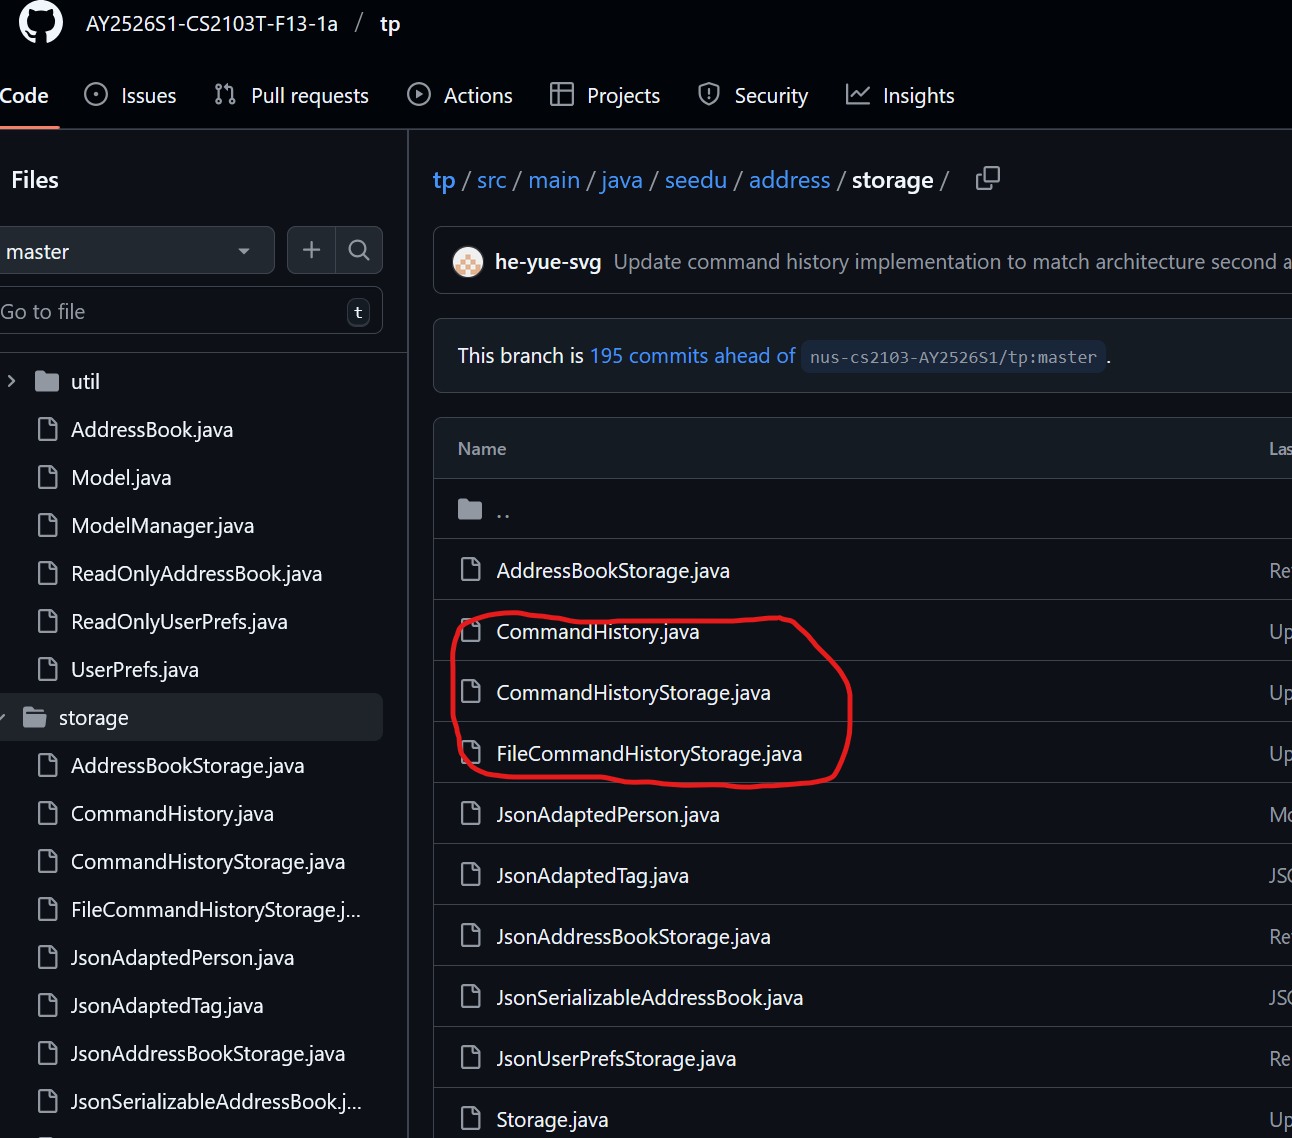 AY2526S1-CS2103T-F13-1a / tp
Code Issues Pull requests Actions Projects Security Insights
Files
master
Go to file t
util
AddressBook.java
Model.java
ModelManager.java
ReadOnlyAddressBook.java
ReadOnlyUserPrefs.java
UserPrefs.java
storage
AddressBookStorage.java
CommandHistory.java
CommandHistoryStorage.java
FileCommandHistoryStorage.j...
JsonAdaptedPerson.java
JsonAdaptedTag.java
JsonAddressBookStorage.java
JsonSerializableAddressBook.j...
tp / src / main / java / seedu / address / storage /
he-yue-svg Update command history implementation to match architecture second a
This branch is 195 commits ahead of nus-cs2103-AY2526S1/tp:master .
Name Las
..
AddressBookStorage.java Re
CommandHistory.java Up
CommandHistoryStorage.java Up
FileCommandHistoryStorage.java Up
JsonAdaptedPerson.java Mo
JsonAdaptedTag.java JSO
JsonAddressBookStorage.java Re
JsonSerializableAddressBook.java JSO
JsonUserPrefsStorage.java Re
Storage.java Up